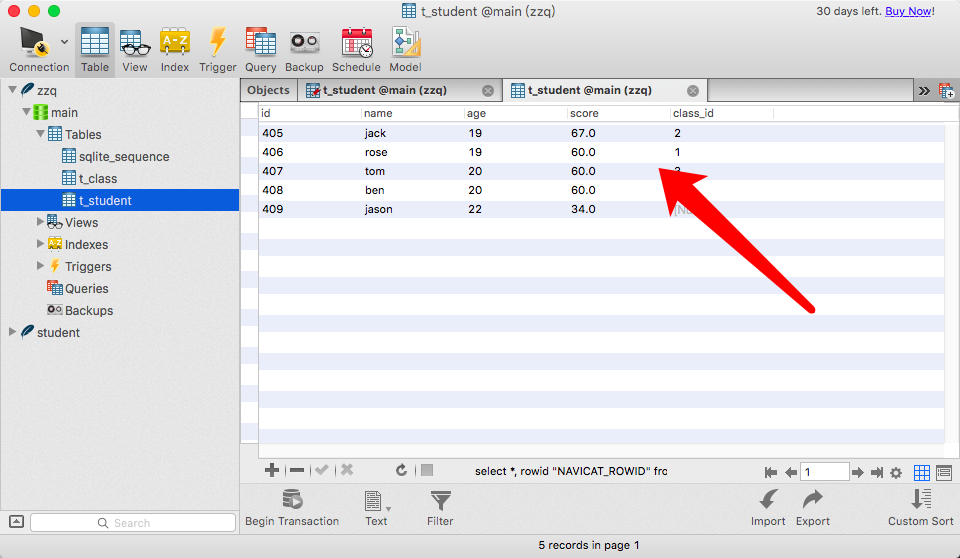 t_student @main (zzq)
30 days left. Buy Now!
Connection Table View Index Trigger Query Backup Schedule Model
zzq
main
Tables
sqlite_sequence
t_class
t_student
Views
Indexes
Triggers
Queries
Backups
student
Search
Objects t_student @main (zzq) t_student @main (zzq)
id name age score class_id
405 jack 19 67.0 2
406 rose 19 60.0 1
407 tom 20 60.0
408 ben 20 60.0
409 jason 22 34.0
select *, rowid "NAVICAT_ROWID" frc
1
Begin Transaction Text Filter Import Export Custom Sort
5 records in page 1